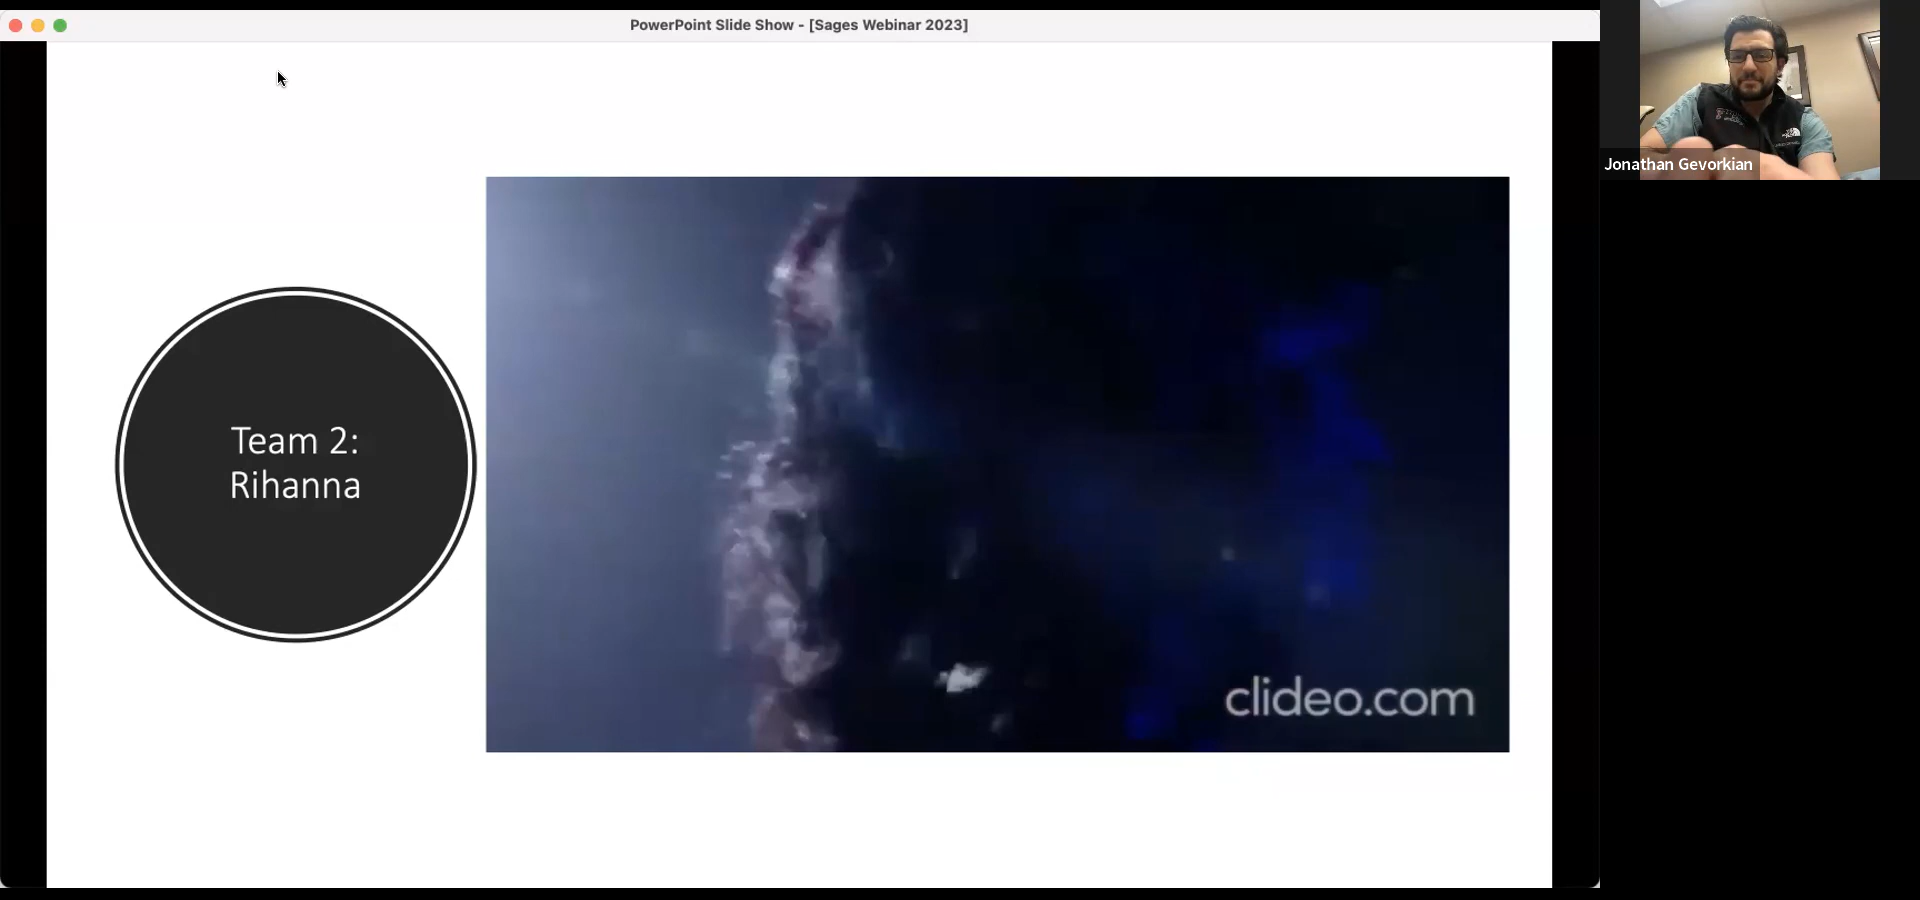 PowerPoint Slide Show - [Sages Webinar 2023]
Jonathan Gevorkian
Team 2:
Rihanna
clideo.com